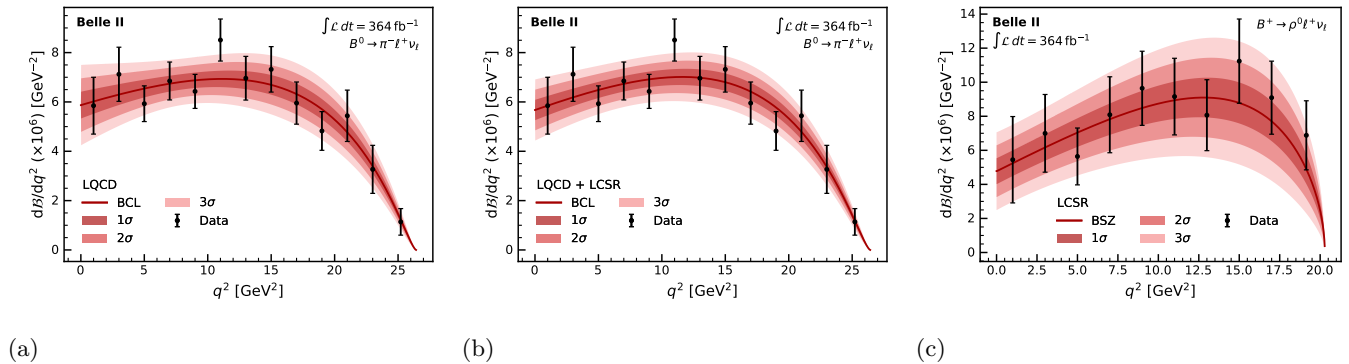 Belle II
∫ℒ dt = 364 fb⁻¹
B⁰ → π⁻ℓ⁺νℓ
dℬ/dq² (×10⁶) [GeV⁻²]
8
6
4
2
0
LQCD
BCL
1σ
2σ
3σ
Data
0 5 10 15 20 25
q² [GeV²]
(a)
Belle II
∫ℒ dt = 364 fb⁻¹
B⁰ → π⁻ℓ⁺νℓ
dℬ/dq² (×10⁶) [GeV⁻²]
8
6
4
2
0
LQCD + LCSR
BCL
1σ
2σ
3σ
Data
0 5 10 15 20 25
q² [GeV²]
(b)
Belle II
∫ℒ dt = 364 fb⁻¹
B⁺ → ρ⁰ℓ⁺νℓ
dℬ/dq² (×10⁶) [GeV⁻²]
14
12
10
8
6
4
2
0
LCSR
BSZ
1σ
2σ
3σ
Data
0.0 2.5 5.0 7.5 10.0 12.5 15.0 17.5 20.0
q² [GeV²]
(c)